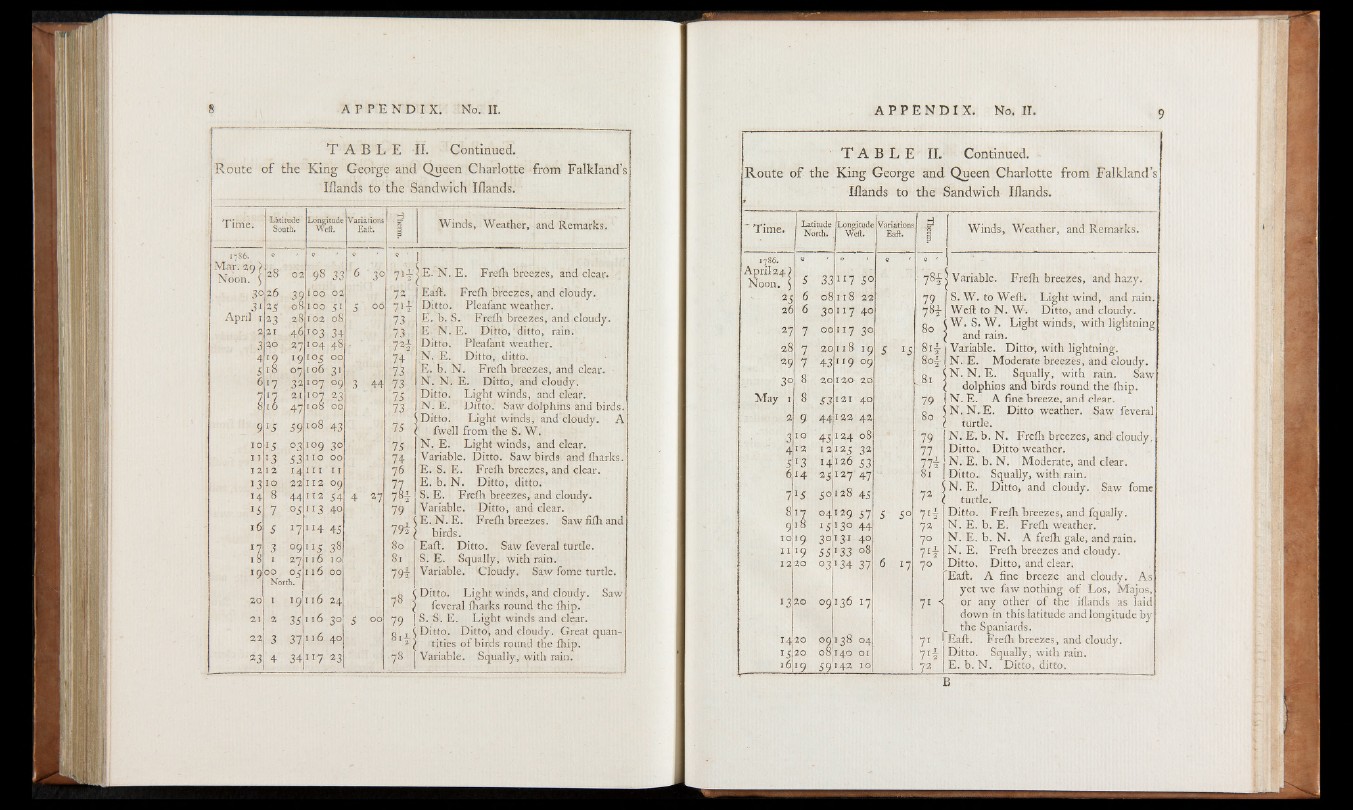 8 APPENDIX. No. II.
TABLE II. Continued.
Route of the King George and Queen Charlotte from Falkland's
Iſlands to the Sandwich Iſlands.
Time. Latitude South. Longitude Weſt. Variations Eaſt. Therm. Winds, Weather, and Remarks.
1786. ° ' ° ' ° ' °
Mar. 29 Noon. } 28 02 98 33 6 30 71½ E. N. E. Freſh breezes, and clear.
30 26 39 100 02 72 Eaſt. Freſh breezes, and cloudy.
31 25 08 100 51 5 00 71½ Ditto. Pleaſant weather.
April 1 23 28 102 08 73 E. b. S. Freſh breezes, and cloudy.
2 21 46 103 34 73 E. N. E. Ditto, ditto, rain.
3 20 27 104 48 72½ Ditto. Pleaſant weather.
4 19 19 105 00 74 N. E. Ditto, ditto.
5 18 07 106 31 73 E. b. N. Freſh breezes, and clear.
6 17 32 107 09 3 44 73 N. N. E. Ditto, and cloudy.
7 17 21 107 23 75 Ditto. Light winds, and clear.
8 16 47 108 00 73 N. E. Ditto. Saw dolphins and birds.
9 15 59 108 43 75 { Ditto. Light winds, and cloudy. A
ſwell from the S. W.
10 15 03 109 30 75 N. E. Light winds, and clear.
11 13 53 110 00 74 Variable. Ditto. Saw birds and ſharks.
12 12 14 111 11 76 E. S. E. Freſh breezes, and clear.
13 10 22 112 09 77 E. b. N. Ditto, ditto.
14 8 44 112 54 4 27 78½ S. E. Freſh breezes, and cloudy.
15 7 05 113 40 79 Variable. Ditto, and clear.
16 5 17 114 45 79½ { E. N. E. Freſh breezes. Saw fiſh and
birds.
17 3 09 115 38 80 Eaſt. Ditto. Saw ſeveral turtle.
18 1 27 116 10 81 S. E. Squally, with rain.
19 00 05 116 00 79½ Variable. Cloudy. Saw ſome turtle.
North.
20 1 19 116 24 78 { Ditto. Light winds, and cloudy. Saw
ſeveral ſharks round the ſhip.
21 2 35 116 30 5 00 79 S. S. E. Light winds and clear.
22 3 37 116 40 81½ { Ditto. Ditto, and cloudy. Great quan-
tities of birds round the ſhip.
23 4 34 117 23 78 Variable. Squally, with rain.
APPENDIX. No. II. 9
TABLE II. Continued.
Route of the King George and Queen Charlotte from Falkland's
Iſlands to the Sandwich Iſlands.
Time. Latitude North. Longitude Weſt. Variations Eaſt. Therm. Winds, Weather, and Remarks.
1786. ° ' ° ' ° ' ° '
April 24 Noon. } 5 33 117 50 78½ Variable. Freſh breezes, and hazy.
25 6 08 118 22 79 S. W. to Weſt. Light wind, and rain.
26 6 30 117 40 78½ Weſt to N. W. Ditto, and cloudy.
27 7 00 117 30 80 { W. S. W. Light winds, with lightning
and rain.
28 7 20 118 19 5 15 81½ Variable. Ditto, with lightning.
29 7 43 119 09 80½ N. E. Moderate breezes, and cloudy.
30 8 20 120 20 81 { N. N. E. Squally, with rain. Saw
dolphins and birds round the ſhip.
May 1 8 53 121 40 79 N. E. A fine breeze, and clear.
2 9 44 122 42 80 { N. N. E. Ditto weather. Saw ſeveral
turtle.
3 10 45 124 08 79 N. E. b. N. Freſh breezes, and cloudy.
4 12 12 125 32 77 Ditto. Ditto weather.
5 13 14 126 53 77½ N. E. b. N. Moderate, and clear.
6 14 25 127 47 81 Ditto. Squally, with rain.
7 15 50 128 45 72 { N. E. Ditto, and cloudy. Saw ſome
turtle.
8 17 04 129 57 5 50 71½ Ditto. Freſh breezes, and ſqually.
9 18 15 130 44 72 N. E. b. E. Freſh weather.
10 19 30 131 40 70 N. E. b. N. A freſh gale, and rain.
11 19 55 133 08 71½ N. E. Freſh breezes and cloudy.
12 20 03 134 37 6 17 70 Ditto. Ditto, and clear.
13 20 09 136 17 71 { Eaſt. A fine breeze and cloudy. As
yet we ſaw nothing of Los, Majos,
or any other of the iſlands as laid
down in this latitude and longitude by
the Spaniards.
14 20 09 138 04 71 Eaſt. Freſh breezes, and cloudy.
15 20 08 140 01 71½ Ditto. Squally, with rain.
16 19 59 142 10 72 E. b. N. Ditto, ditto.
B